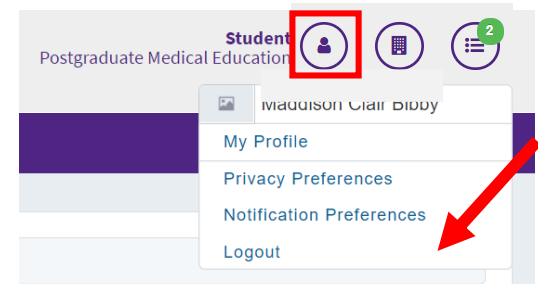 Student
Postgraduate Medical Education
2
Maddison Clair Bibby
My Profile
Privacy Preferences
Notification Preferences
Logout